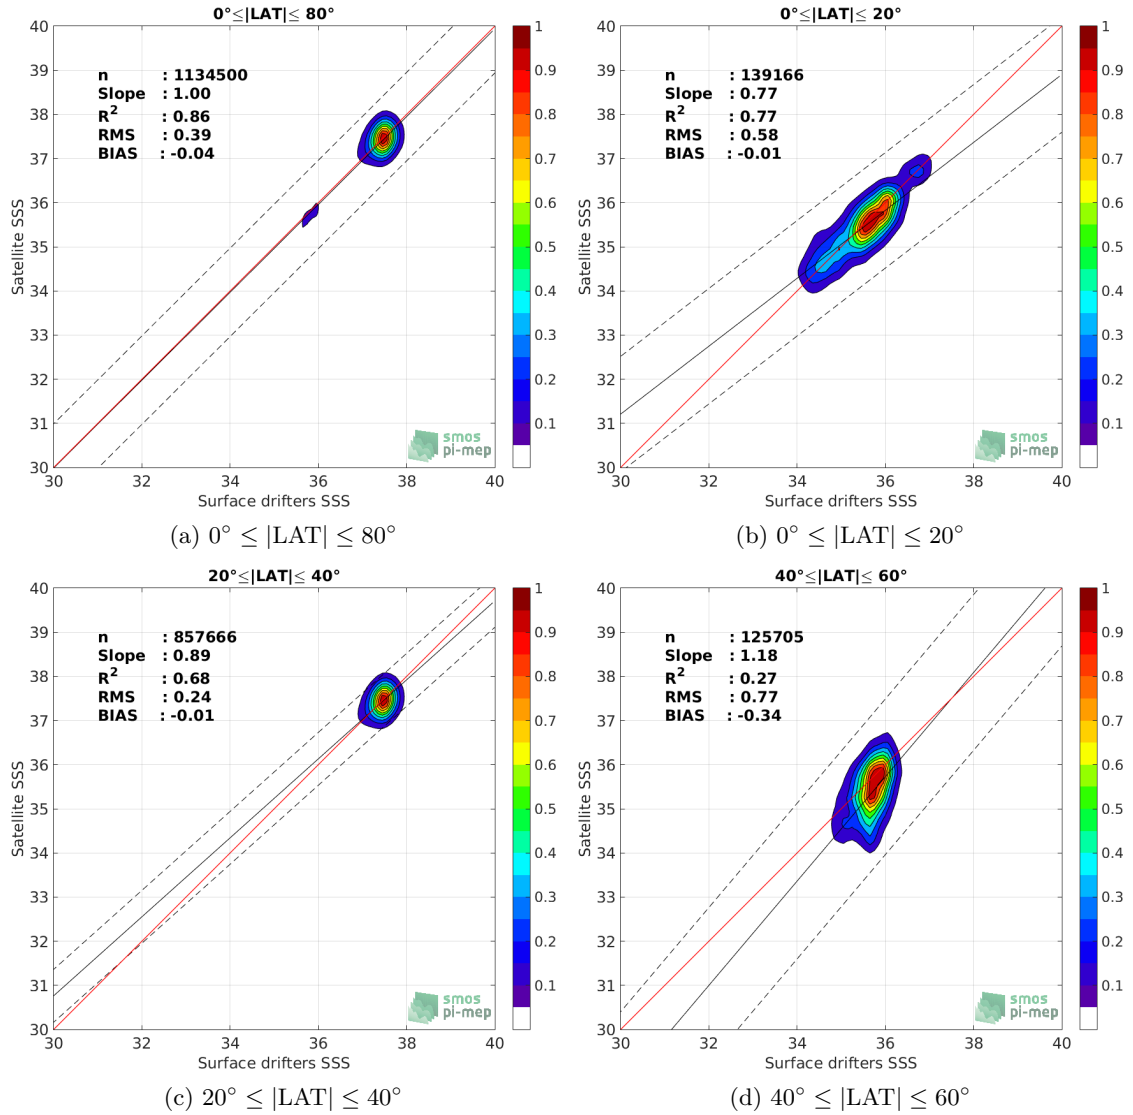 0°≤|LAT|≤ 80°
n : 1134500
Slope : 1.00
R² : 0.86
RMS : 0.39
BIAS : -0.04
40
39
38
37
36
35
34
33
32
31
30
30 32 34 36 38 40
Satellite SSS
Surface drifters SSS
1
0.9
0.8
0.7
0.6
0.5
0.4
0.3
0.2
0.1
smos
pi-mep
(a) 0° ≤ |LAT| ≤ 80°
0°≤|LAT|≤ 20°
n : 139166
Slope : 0.77
R² : 0.77
RMS : 0.58
BIAS : -0.01
40
39
38
37
36
35
34
33
32
31
30
30 32 34 36 38 40
Satellite SSS
Surface drifters SSS
1
0.9
0.8
0.7
0.6
0.5
0.4
0.3
0.2
0.1
smos
pi-mep
(b) 0° ≤ |LAT| ≤ 20°
20°≤|LAT|≤ 40°
n : 857666
Slope : 0.89
R² : 0.68
RMS : 0.24
BIAS : -0.01
40
39
38
37
36
35
34
33
32
31
30
30 32 34 36 38 40
Satellite SSS
Surface drifters SSS
1
0.9
0.8
0.7
0.6
0.5
0.4
0.3
0.2
0.1
smos
pi-mep
(c) 20° ≤ |LAT| ≤ 40°
40°≤|LAT|≤ 60°
n : 125705
Slope : 1.18
R² : 0.27
RMS : 0.77
BIAS : -0.34
40
39
38
37
36
35
34
33
32
31
30
30 32 34 36 38 40
Satellite SSS
Surface drifters SSS
1
0.9
0.8
0.7
0.6
0.5
0.4
0.3
0.2
0.1
smos
pi-mep
(d) 40° ≤ |LAT| ≤ 60°